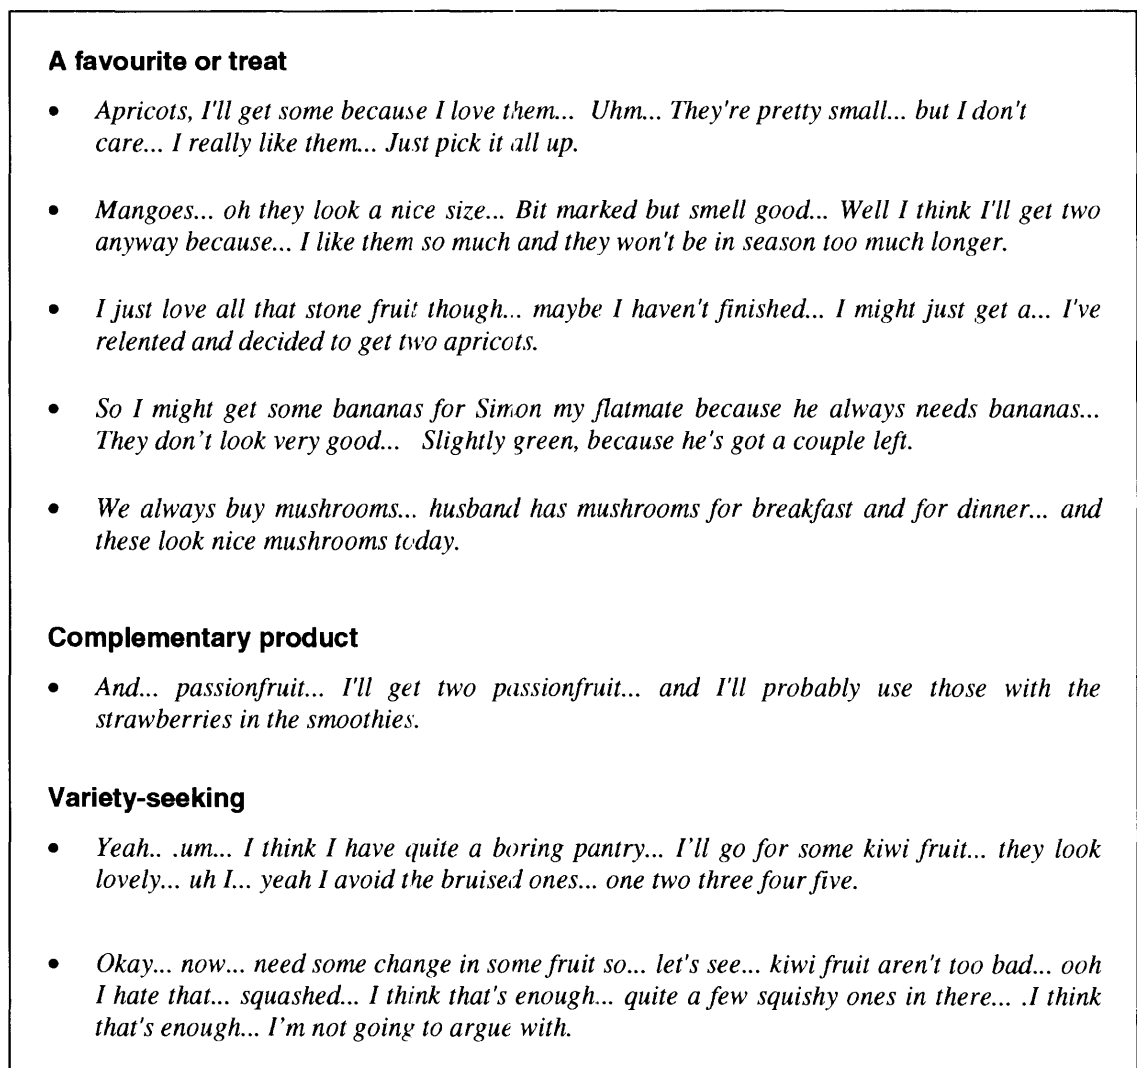 A favourite or treat
• Apricots, I'll get some because I love them... Uhm... They're pretty small... but I don't
care... I really like them... Just pick it all up.
• Mangoes... oh they look a nice size... Bit marked but smell good... Well I think I'll get two
anyway because... I like them so much and they won't be in season too much longer.
• I just love all that stone fruit though... maybe I haven't finished... I might just get a... I've
relented and decided to get two apricots.
• So I might get some bananas for Simon my flatmate because he always needs bananas...
They don't look very good... Slightly green, because he's got a couple left.
• We always buy mushrooms... husband has mushrooms for breakfast and for dinner... and
these look nice mushrooms today.
Complementary product
• And... passionfruit... I'll get two passionfruit... and I'll probably use those with the
strawberries in the smoothies.
Variety-seeking
• Yeah.. .um... I think I have quite a boring pantry... I'll go for some kiwi fruit... they look
lovely... uh I... yeah I avoid the bruised ones... one two three four five.
• Okay... now... need some change in some fruit so... let's see... kiwi fruit aren't too bad... ooh
I hate that... squashed... I think that's enough... quite a few squishy ones in there... .I think
that's enough... I'm not going to argue with.